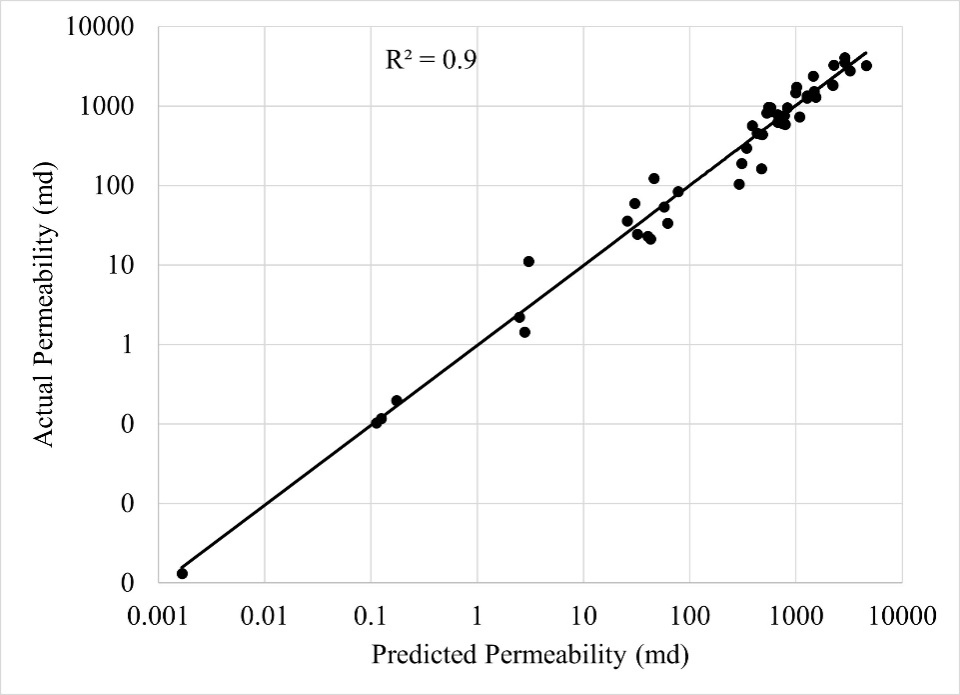 R² = 0.9
10000
1000
100
10
1
0
0
0
Actual Permeability (md)
0.001 0.01 0.1 1 10 100 1000 10000
Predicted Permeability (md)